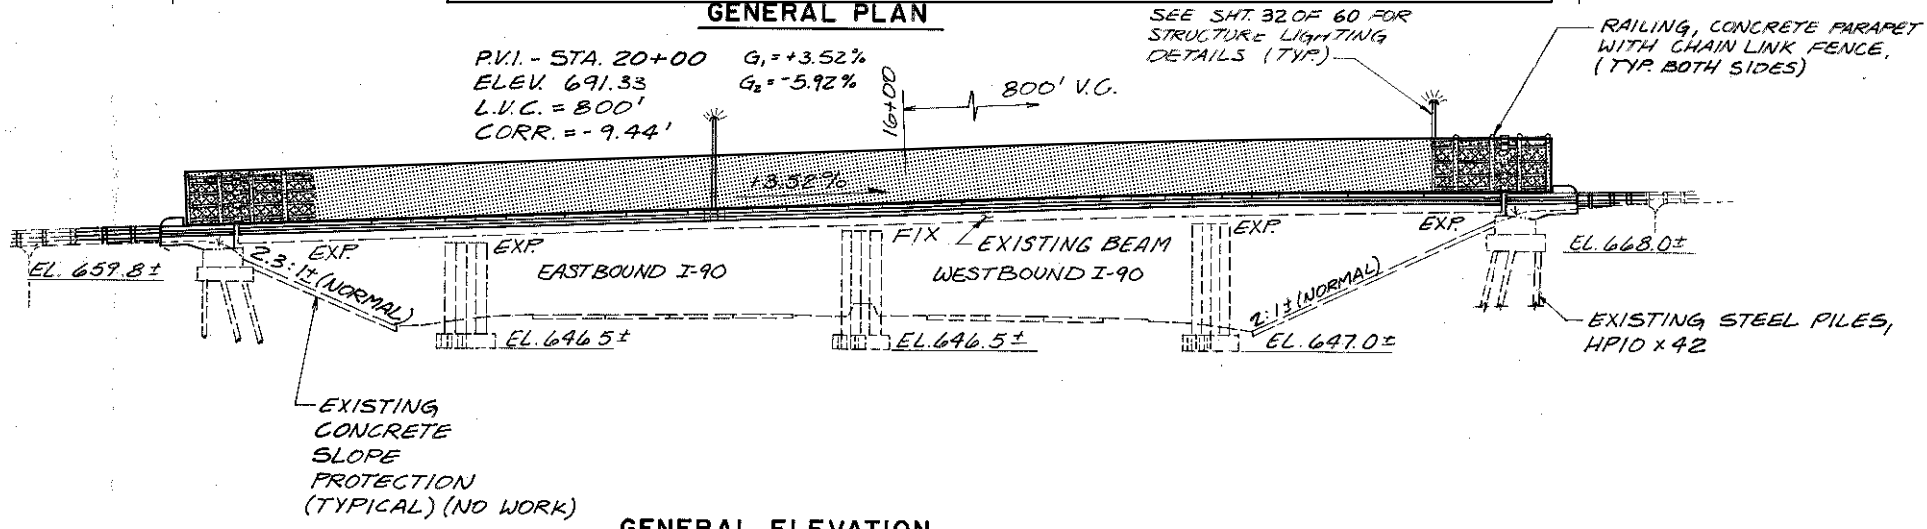 GENERAL PLAN
P.V.I. - STA. 20+00 G₁ = +3.52%
ELEV. 691.33 G₂ = -5.92%
L.V.C. = 800'
CORR. = -9.44'
16+00
800' V.C.
SEE SHT. 32 OF 60 FOR
STRUCTURE LIGHTING
DETAILS (TYP.)
RAILING, CONCRETE PARAPET
WITH CHAIN LINK FENCE,
(TYP. BOTH SIDES)
+3.52%
EL. 659.8±
2.3:1± (NORMAL)
EXP.
EXP.
EASTBOUND I-90
FIX
EXISTING BEAM
WESTBOUND I-90
EXP.
EXP.
2:1± (NORMAL)
EL. 668.0±
EL. 646.5±
EL. 646.5±
EL. 647.0±
EXISTING STEEL PILES,
HP10 x 42
EXISTING
CONCRETE
SLOPE
PROTECTION
(TYPICAL) (NO WORK)
GENERAL ELEVATION